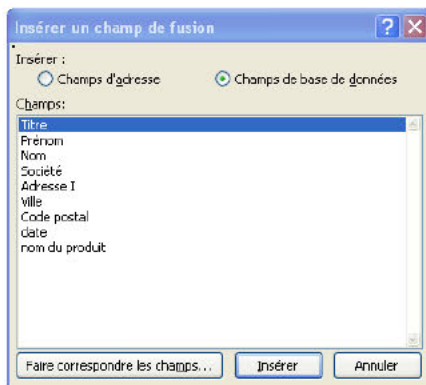 Insérer un champ de fusion
Insérer :
Champs d'adresse Champs de base de données
Champs:
Titre
Prénom
Nom
Société
Adresse I
Ville
Code postal
date
nom du produit
Faire correspondre les champs... Insérer Annuler